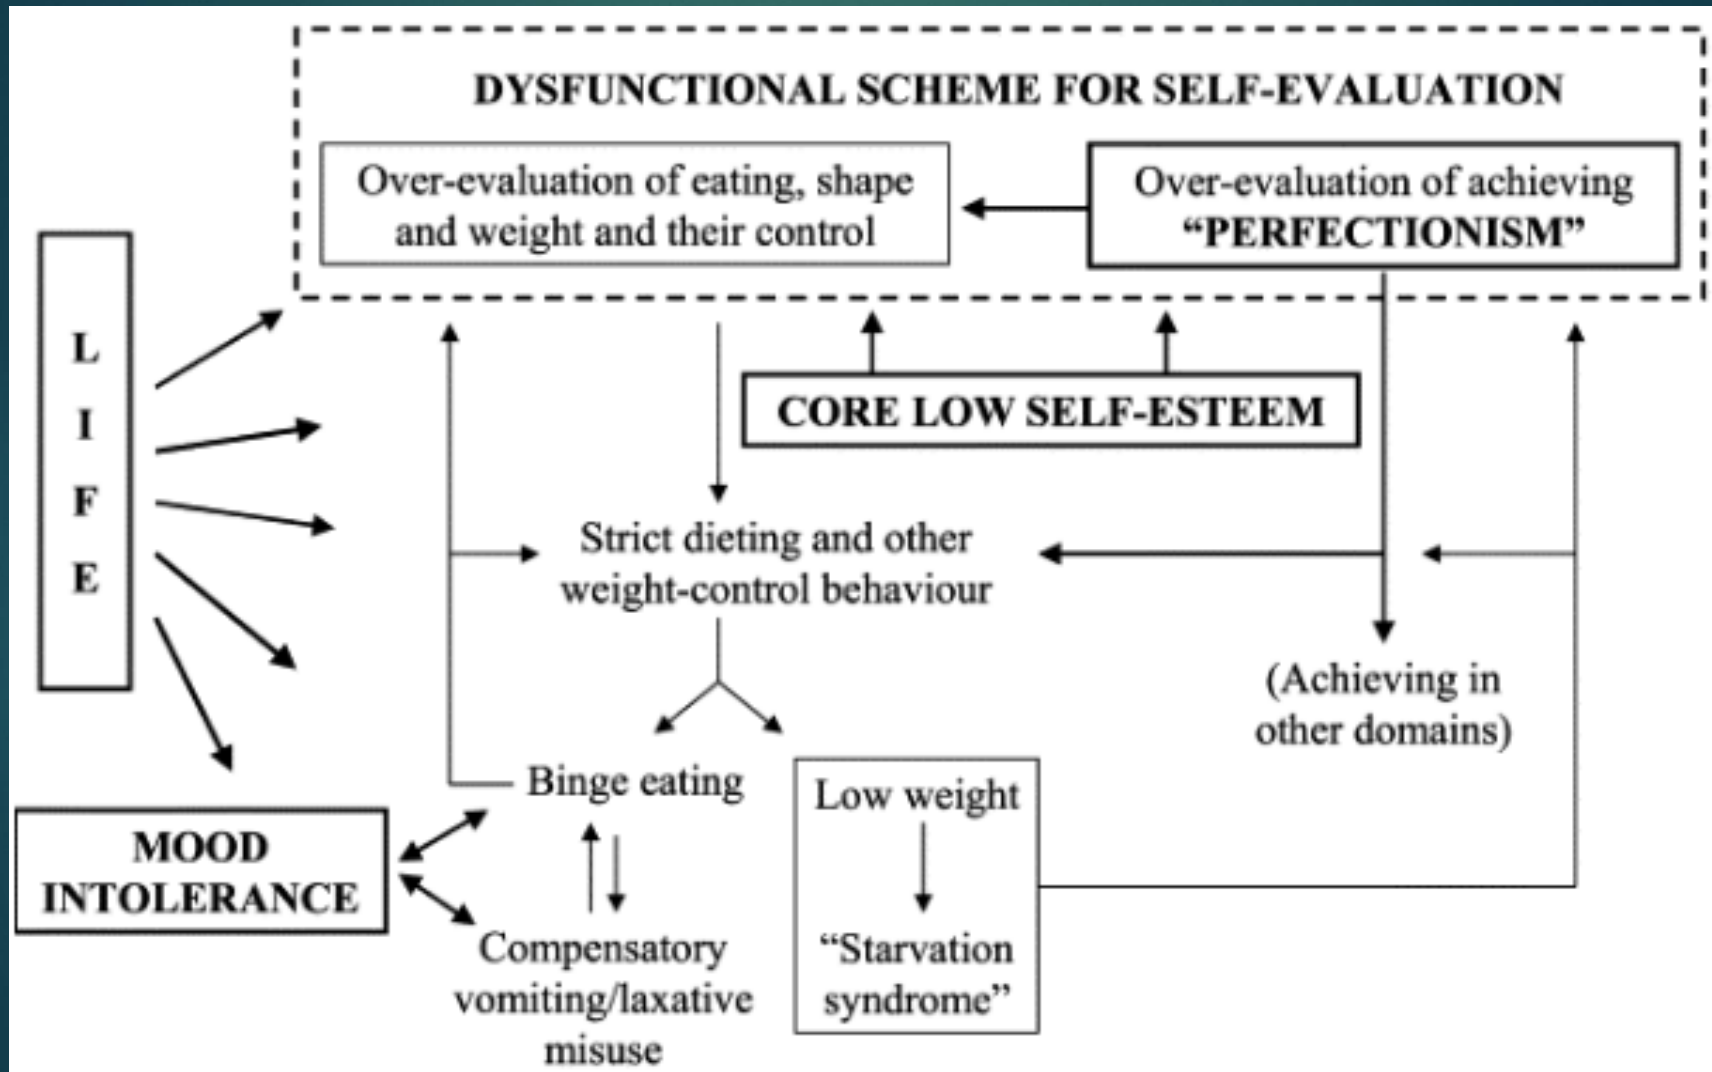 DYSFUNCTIONAL SCHEME FOR SELF-EVALUATION
Over-evaluation of eating, shape
and weight and their control
Over-evaluation of achieving
“PERFECTIONISM”
L
I
F
E
CORE LOW SELF-ESTEEM
Strict dieting and other
weight-control behaviour
(Achieving in
other domains)
Binge eating
Low weight
MOOD
INTOLERANCE
Compensatory
vomiting/laxative
misuse
“Starvation
syndrome”